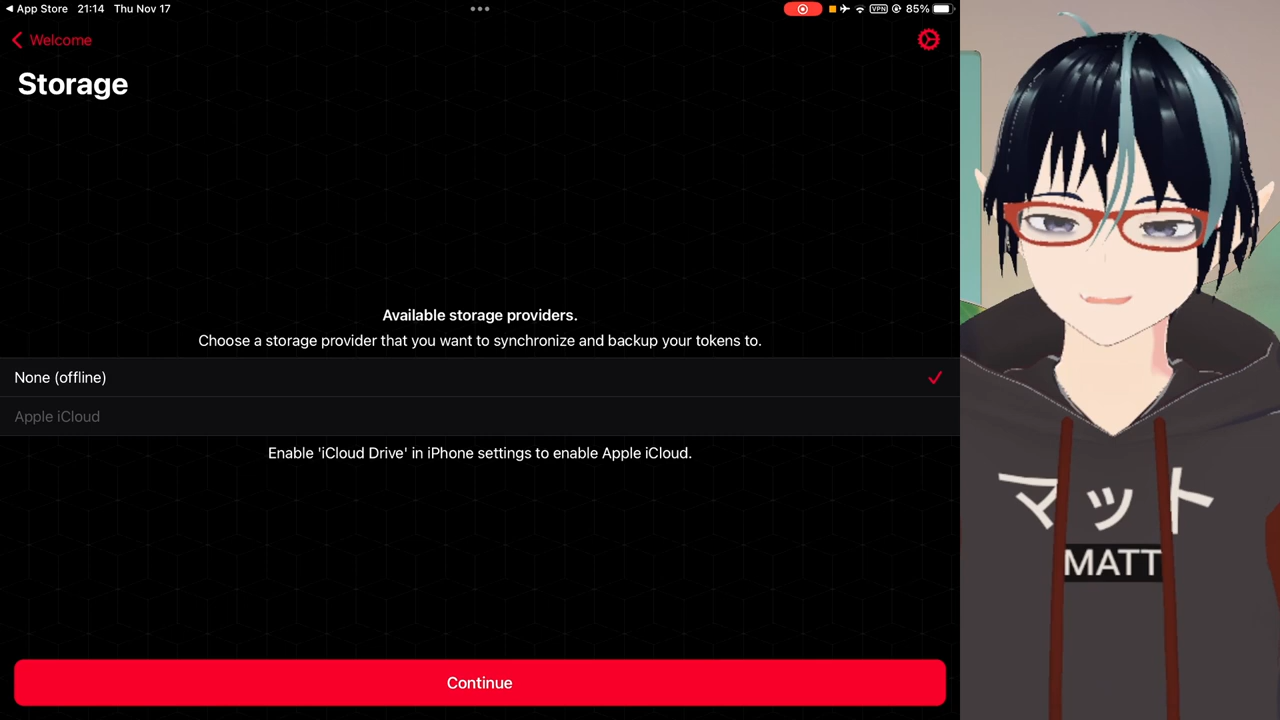 App Store 21:14 Thu Nov 17
VPN 85%
Welcome
Storage
Available storage providers.
Choose a storage provider that you want to synchronize and backup your tokens to.
None (offline)
Apple iCloud
Enable 'iCloud Drive' in iPhone settings to enable Apple iCloud.
Continue
マット
MATT